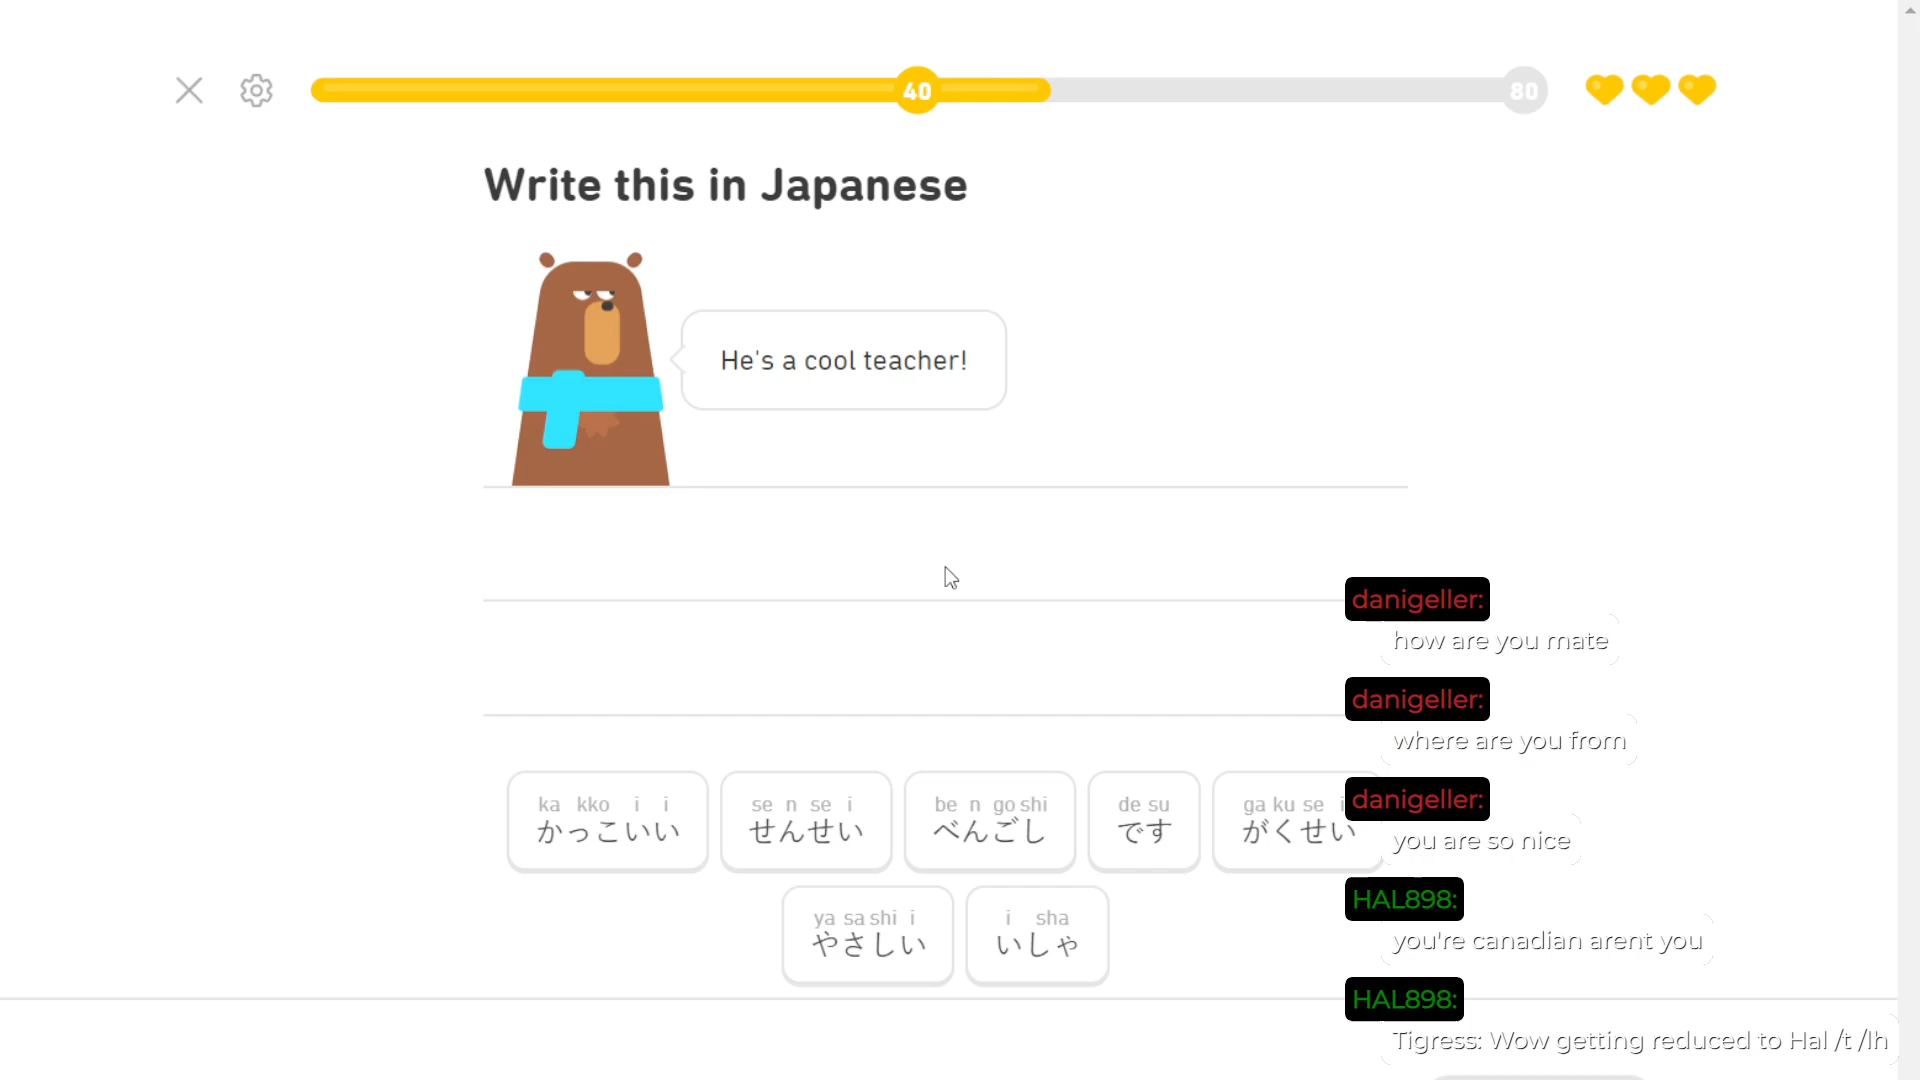 40
80
Write this in Japanese
He's a cool teacher!
ka kko i i
かっこいい
se n se i
せんせい
be n go shi
べんごし
de su
です
ga ku se i
がくせい
ya sa shi i
やさしい
i sha
いしゃ
danigeller:
how are you mate
danigeller:
where are you from
danigeller:
you are so nice
HAL898:
you're canadian arent you
HAL898:
Tigress: Wow getting reduced to Hal /t /lh